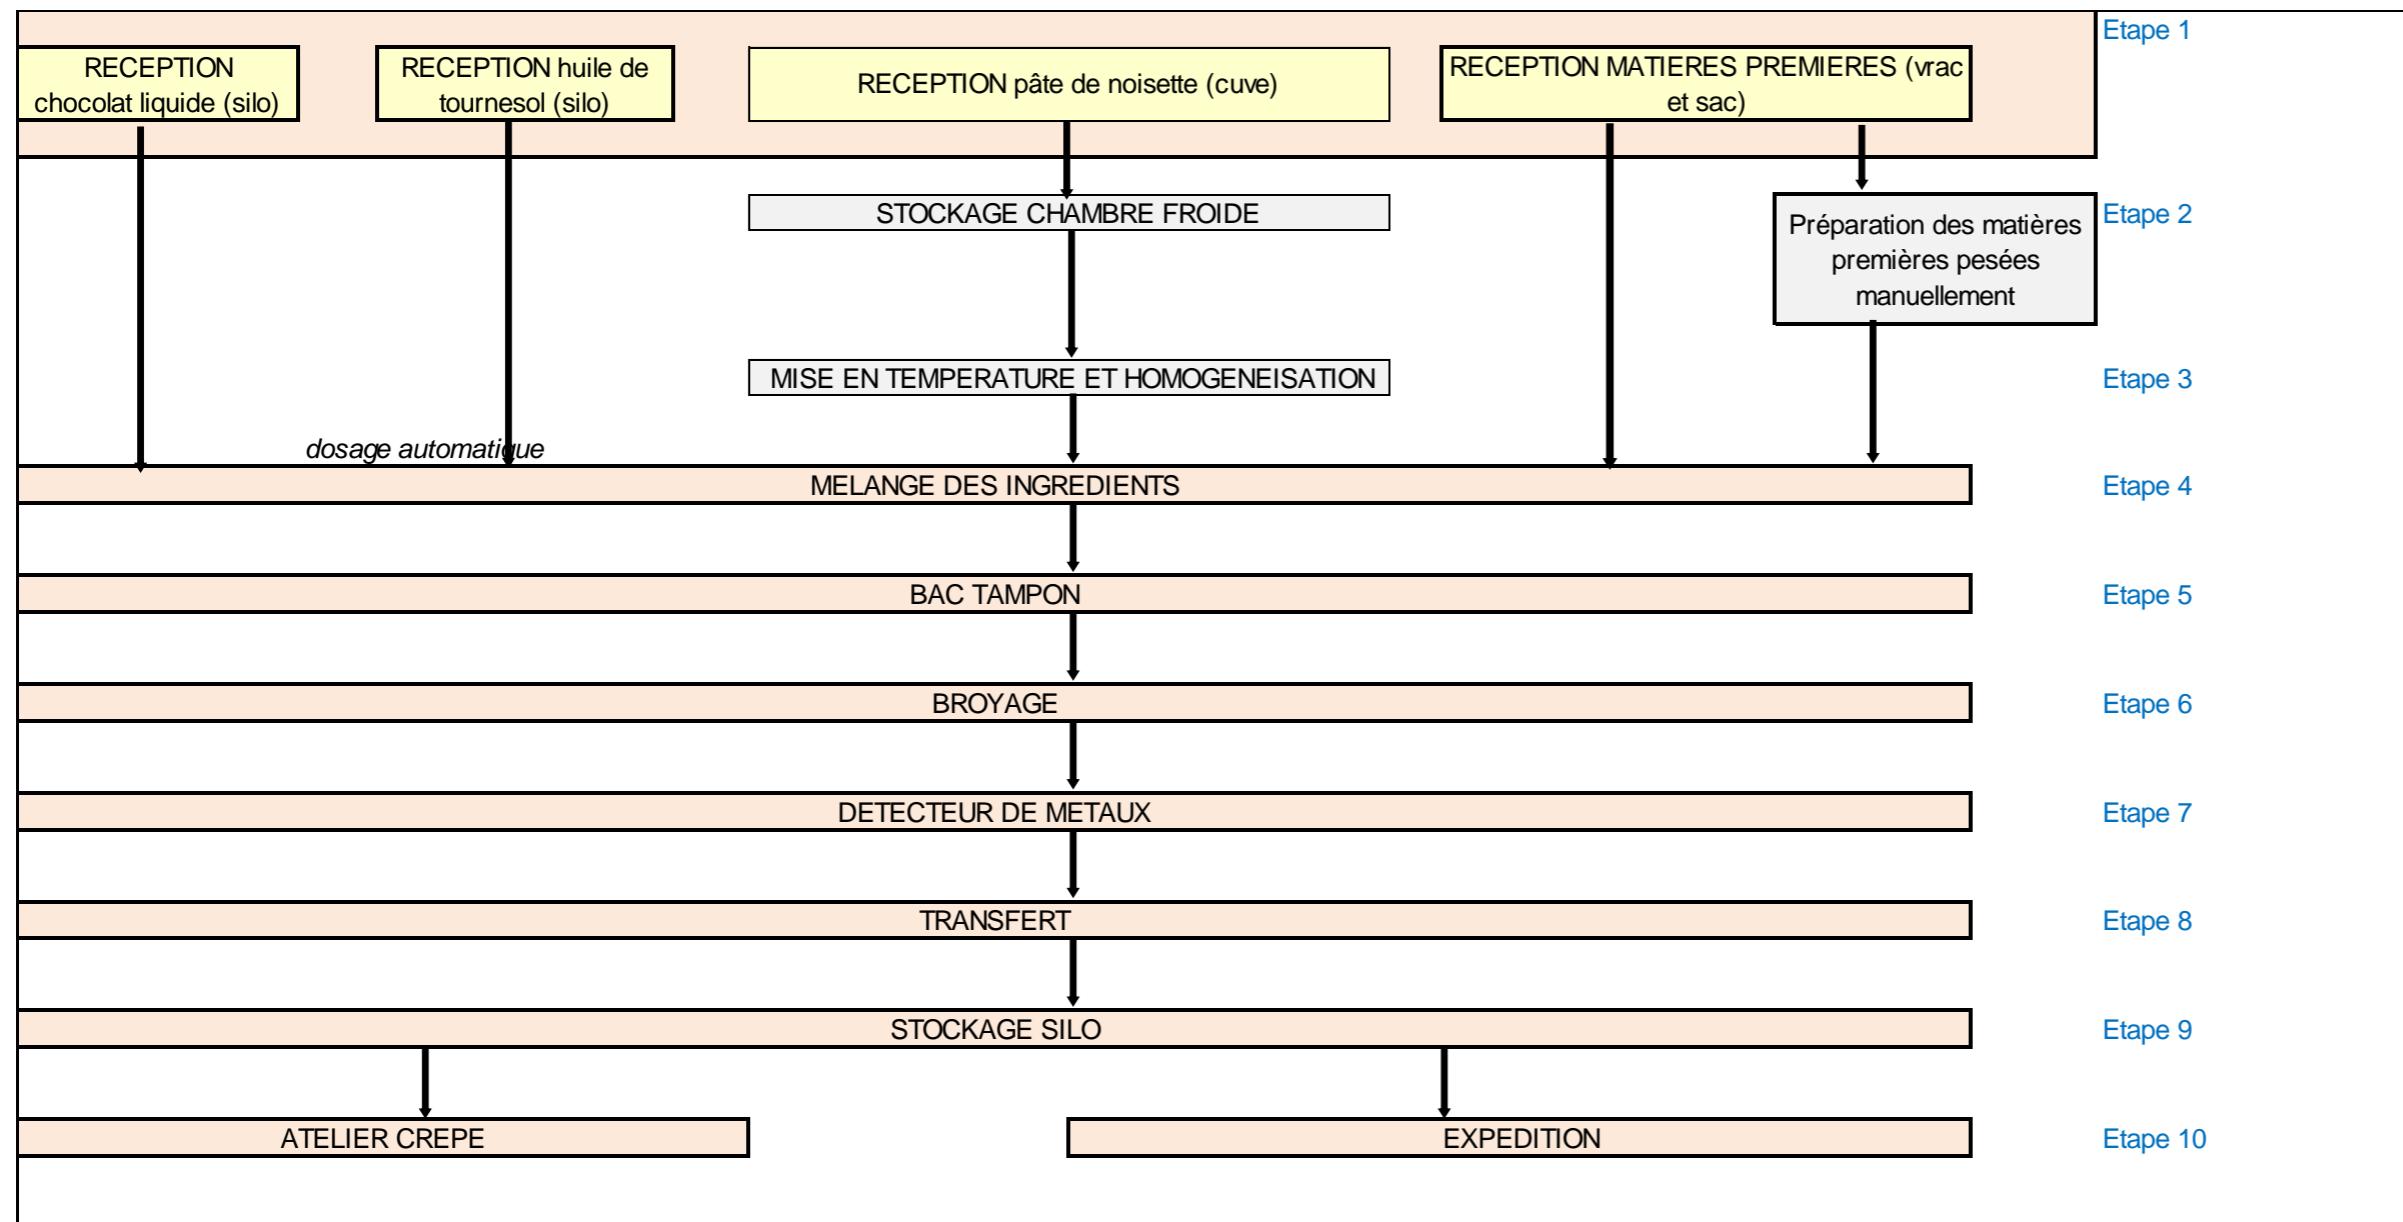 Etape 1
RECEPTION
chocolat liquide (silo)
RECEPTION huile de
tournesol (silo)
RECEPTION pâte de noisette (cuve)
RECEPTION MATIERES PREMIERES (vrac
et sac)
STOCKAGE CHAMBRE FROIDE
Préparation des matières
premières pesées
manuellement
Etape 2
MISE EN TEMPERATURE ET HOMOGENEISATION
Etape 3
dosage automatique
MELANGE DES INGREDIENTS
Etape 4
BAC TAMPON
Etape 5
BROYAGE
Etape 6
DETECTEUR DE METAUX
Etape 7
TRANSFERT
Etape 8
STOCKAGE SILO
Etape 9
ATELIER CREPE
EXPEDITION
Etape 10